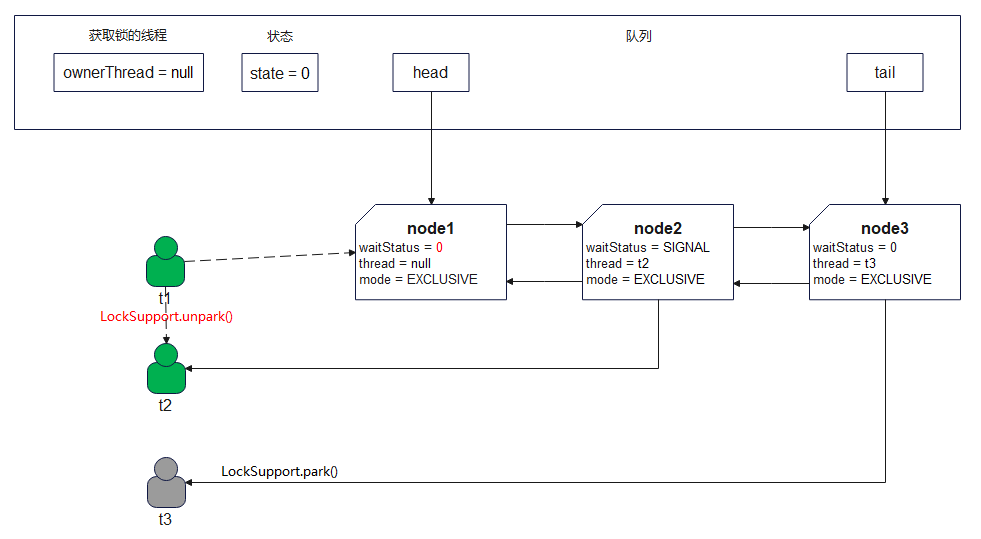 获取锁的线程
状态
队列
ownerThread = null
state = 0
head
tail
node1
waitStatus = 0
thread = null
mode = EXCLUSIVE
node2
waitStatus = SIGNAL
thread = t2
mode = EXCLUSIVE
node3
waitStatus = 0
thread = t3
mode = EXCLUSIVE
t1
LockSupport.unpark()
t2
LockSupport.park()
t3